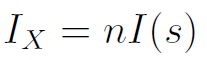 I_X = nI(s)